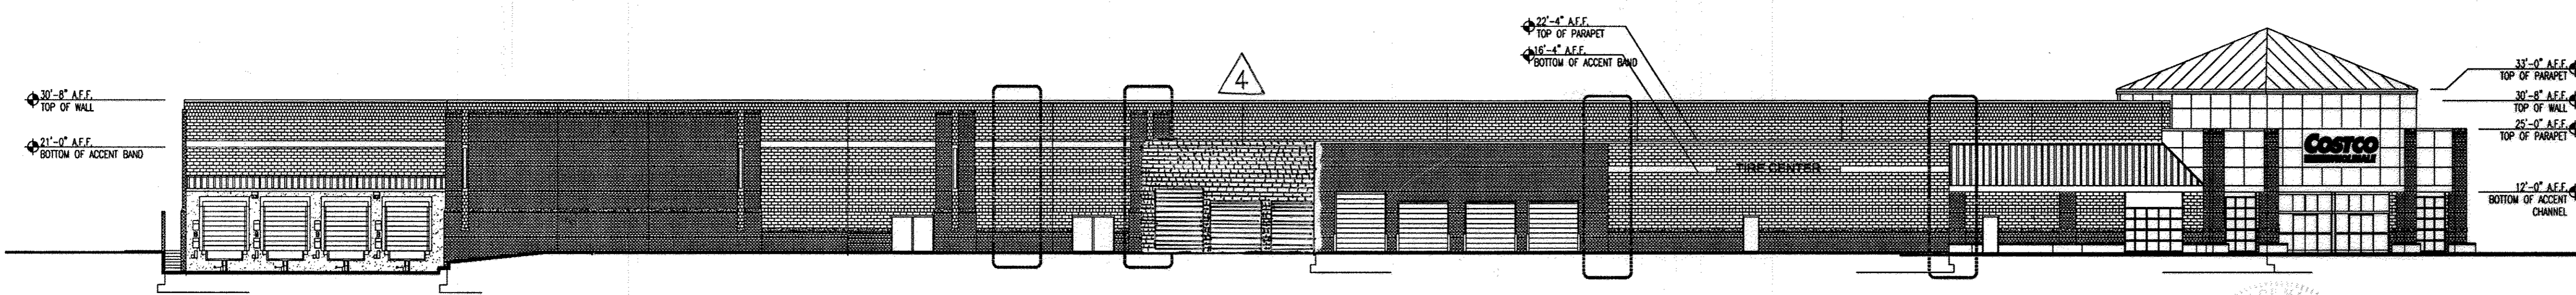 30'-8" A.F.F.
TOP OF WALL
21'-0" A.F.F.
BOTTOM OF ACCENT BAND
4
22'-4" A.F.F.
TOP OF PARAPET
16'-4" A.F.F.
BOTTOM OF ACCENT BAND
TIRE CENTER
COSTCO
WHOLESALE
33'-0" A.F.F.
TOP OF PARAPET
30'-8" A.F.F.
TOP OF WALL
25'-0" A.F.F.
TOP OF PARAPET
12'-0" A.F.F.
BOTTOM OF ACCENT
CHANNEL